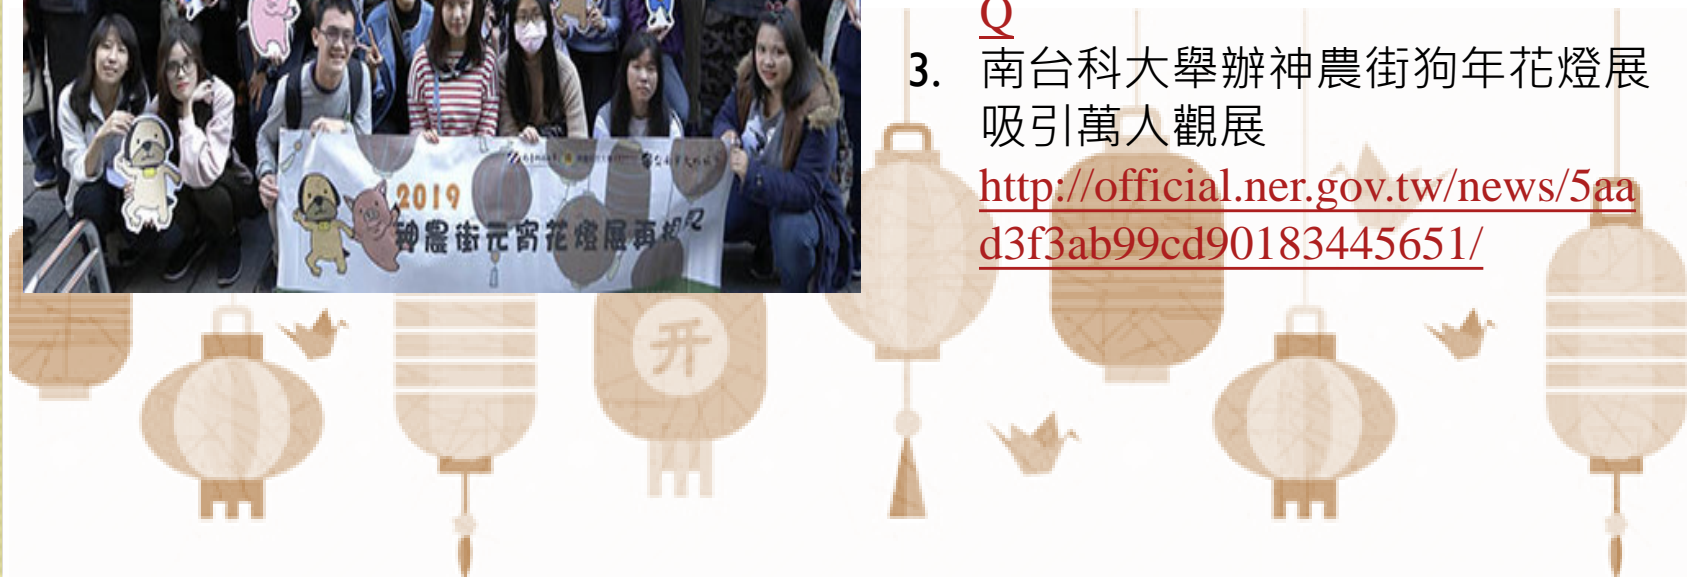 Q
3. 南台科大舉辦神農街狗年花燈展
吸引萬人觀展
http://official.ner.gov.tw/news/5aa
d3f3ab99cd90183445651/
2019
神農街元宵花燈展再相見
开